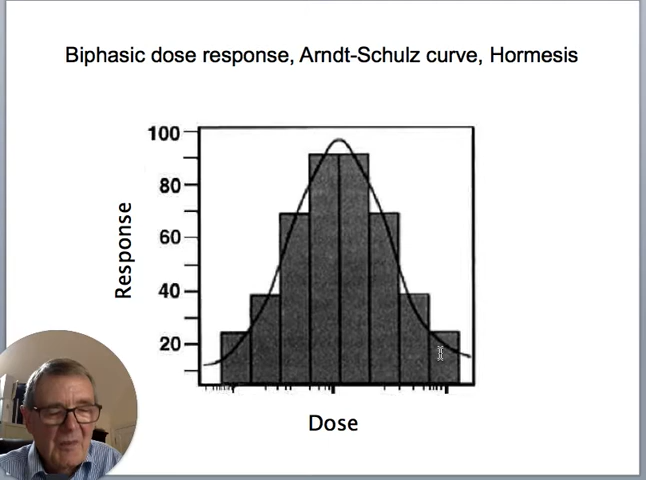 Biphasic dose response, Arndt-Schulz curve, Hormesis
100
80
60
40
20
Response
Dose